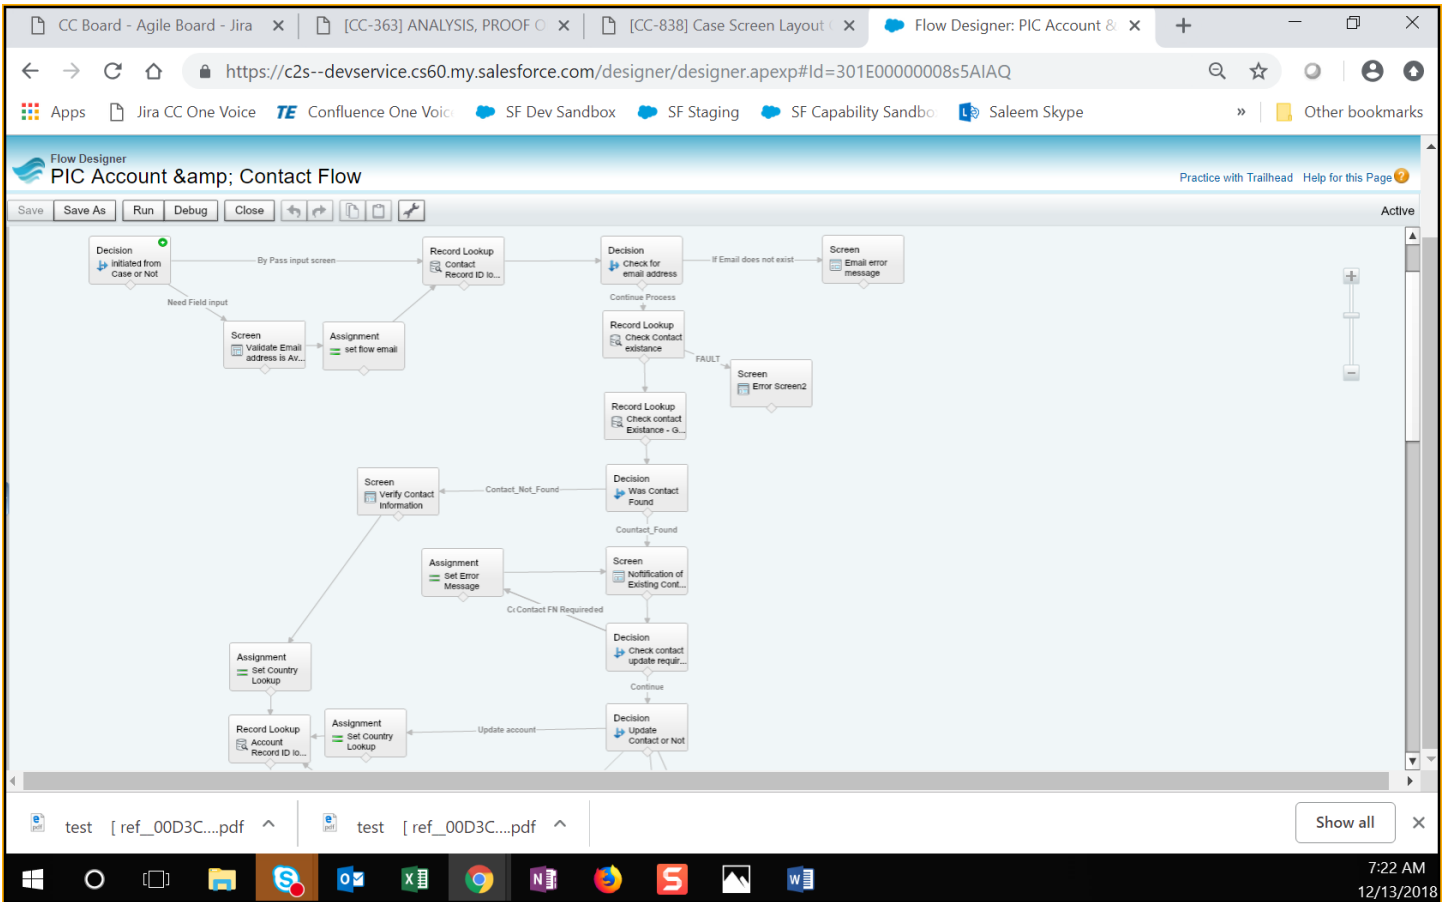 CC Board - Agile Board - Jira
[CC-363] ANALYSIS, PROOF O
[CC-838] Case Screen Layout
Flow Designer: PIC Account &
https://c2s--devservice.cs60.my.salesforce.com/designer/designer.apexp#Id=301E00000008s5AIAQ
Apps
Jira CC One Voice
TE Confluence One Voic
SF Dev Sandbox
SF Staging
SF Capability Sandbo
Saleem Skype
»
Other bookmarks
Flow Designer
PIC Account &amp; Contact Flow
Practice with Trailhead Help for this Page
Save
Save As
Run
Debug
Close
Active
Decision
Initiated from
Case or Not
By Pass input screen
Record Lookup
Contact
Record ID lo...
Decision
Check for
email address
If Email does not exist
Screen
Email error
message
Need Field input
Continue Process
Screen
Validate Email
address is Av...
Assignment
set flow email
Record Lookup
Check Contact
existance
FAULT
Screen
Error Screen2
Record Lookup
Check contact
Existance - G...
Screen
Verify Contact
Information
Contact_Not_Found
Decision
Was Contact
Found
Countact_Found
Assignment
Set Error
Message
Screen
Nottification of
Existing Cont...
Contact FN Requireded
Decision
Check contact
update requir...
Assignment
Set Country
Lookup
Continue
Record Lookup
Account
Record ID lo...
Assignment
Set Country
Lookup
Update account
Decision
Update
Contact or Not
test [ ref__00D3C....pdf
test [ ref__00D3C....pdf
Show all
7:22 AM
12/13/2018